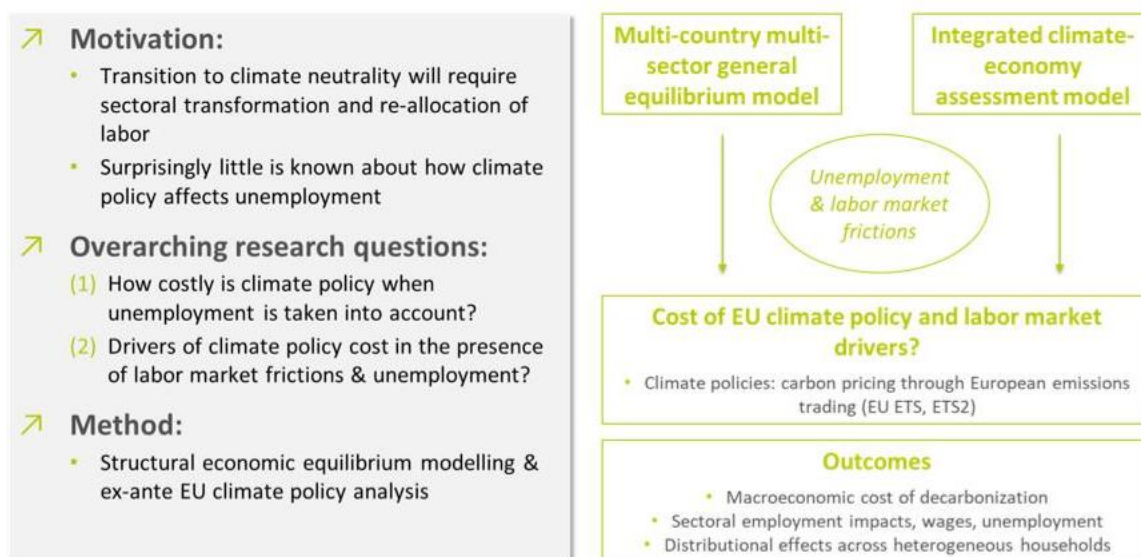 Motivation:
• Transition to climate neutrality will require
sectoral transformation and re-allocation of
labor
• Surprisingly little is known about how climate
policy affects unemployment
Overarching research questions:
(1) How costly is climate policy when
unemployment is taken into account?
(2) Drivers of climate policy cost in the presence
of labor market frictions & unemployment?
Method:
• Structural economic equilibrium modelling &
ex-ante EU climate policy analysis
Multi-country multi-
sector general
equilibrium model
Integrated climate-
economy
assessment model
Unemployment
& labor market
frictions
Cost of EU climate policy and labor market
drivers?
• Climate policies: carbon pricing through European emissions
trading (EU ETS, ETS2)
Outcomes
• Macroeconomic cost of decarbonization
• Sectoral employment impacts, wages, unemployment
• Distributional effects across heterogeneous households